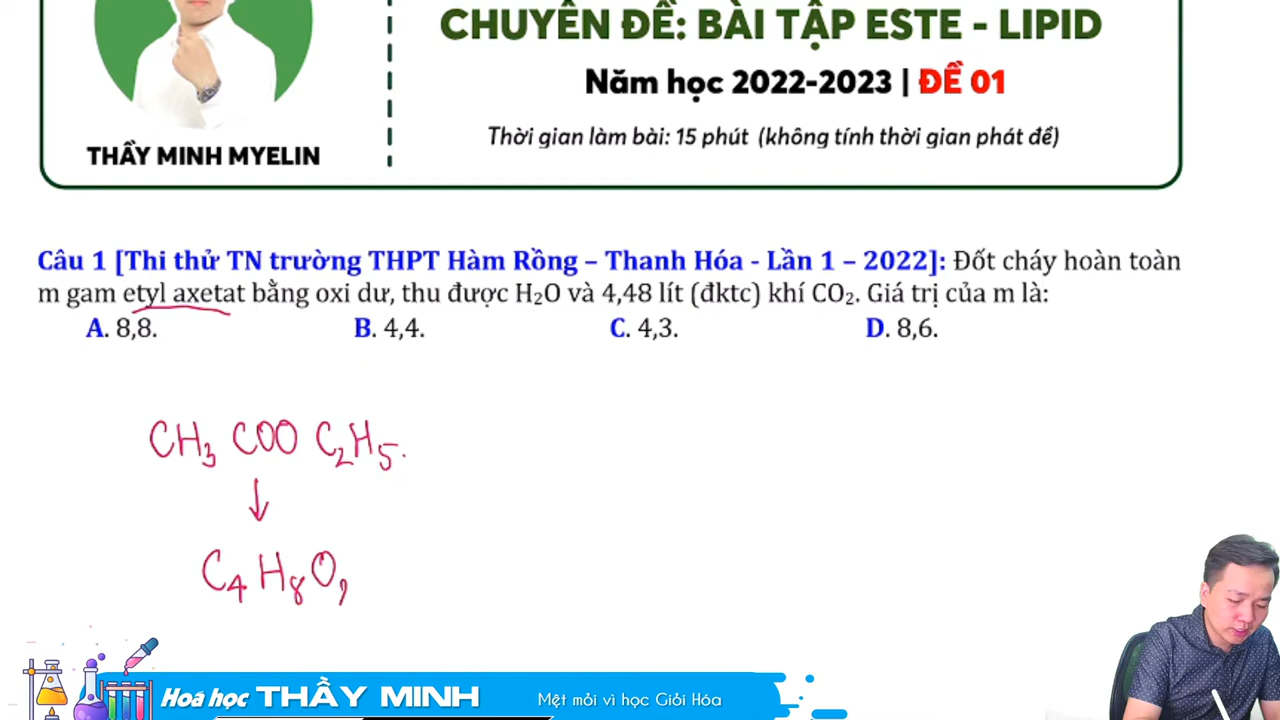 CHUYÊN ĐỀ: BÀI TẬP ESTE - LIPID
Năm học 2022-2023 | ĐỀ 01
Thời gian làm bài: 15 phút (không tính thời gian phát đề)
THẦY MINH MYELIN
Câu 1 [Thi thử TN trường THPT Hàm Rồng – Thanh Hóa - Lần 1 – 2022]: Đốt cháy hoàn toàn
m gam etyl axetat bằng oxi dư, thu được H₂O và 4,48 lít (đktc) khí CO₂. Giá trị của m là:
A. 8,8. B. 4,4. C. 4,3. D. 8,6.
CH₃ COO C₂H₅.
↓
C₄H₈O,
Hoá học THẦY MINH Mệt mỏi vì học Giỏi Hóa